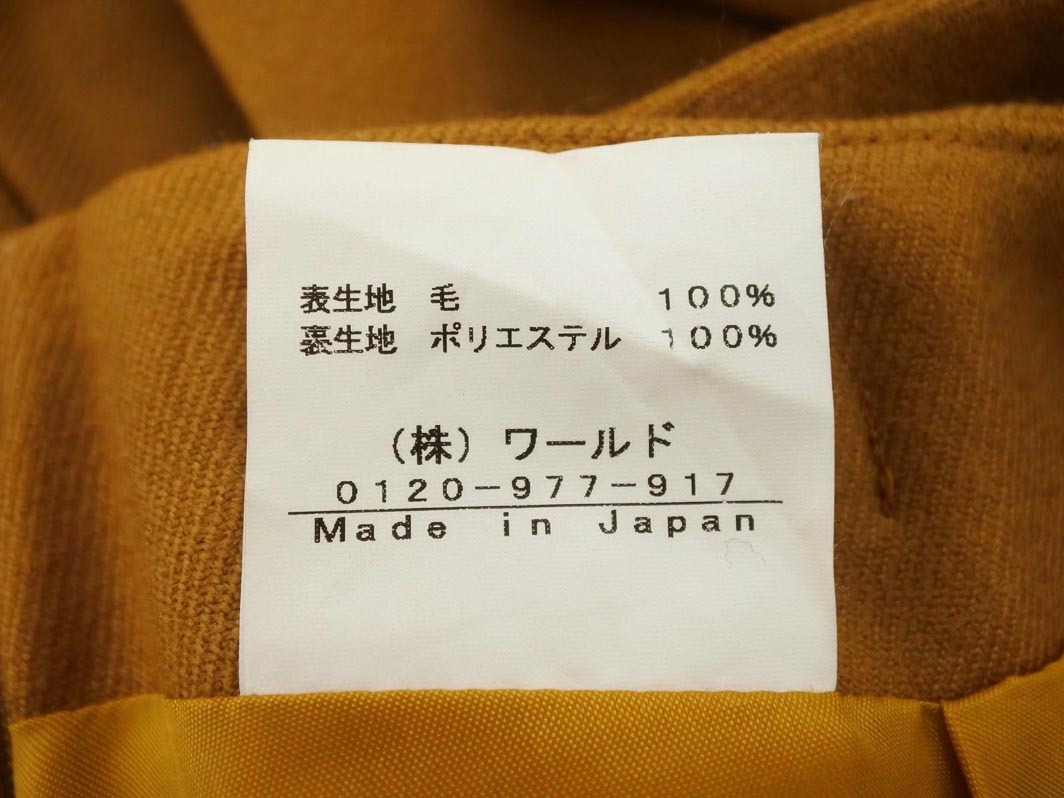 表生地 毛 100%
裏生地 ポリエステル 100%
(株) ワールド
0120-977-917
Made in Japan